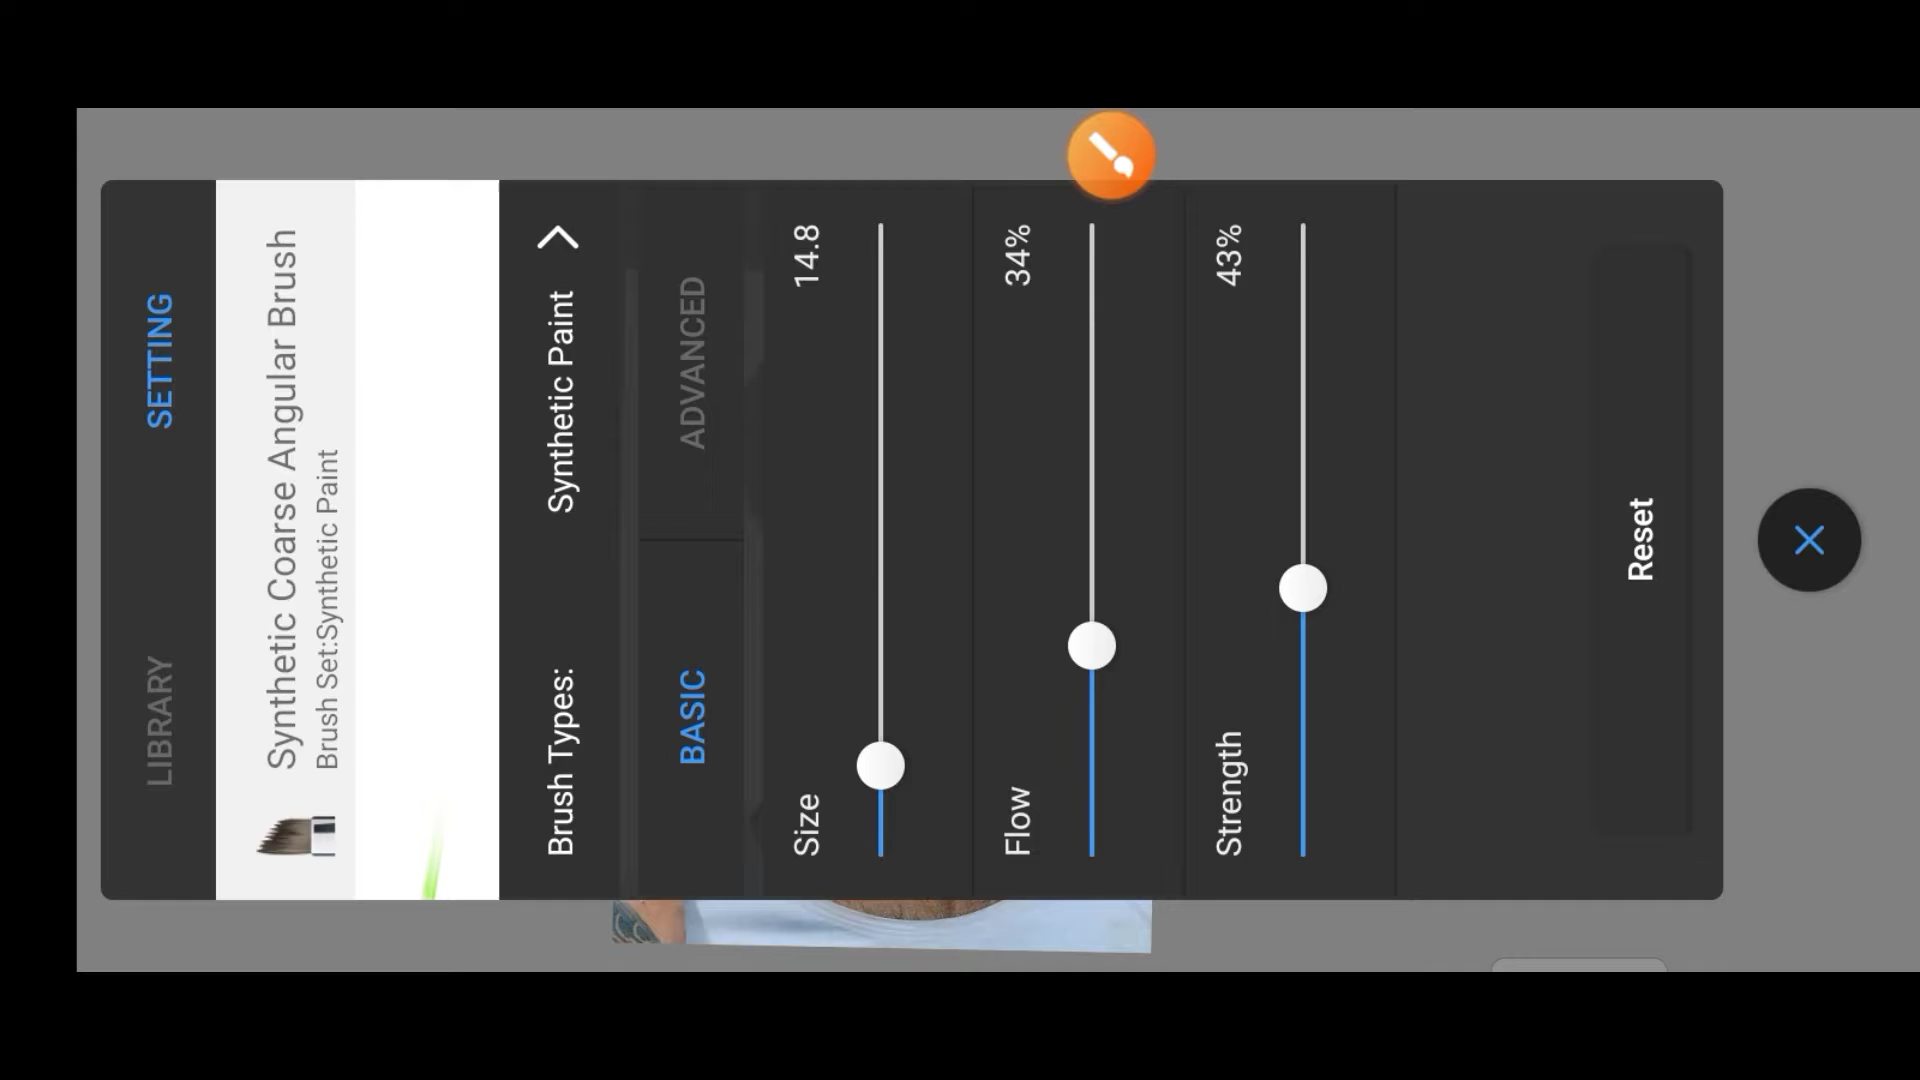 LIBRARY
SETTING
Synthetic Coarse Angular Brush
Brush Set:Synthetic Paint
Brush Types:
Synthetic Paint
BASIC
ADVANCED
Size
14.8
Flow
34%
Strength
43%
Reset